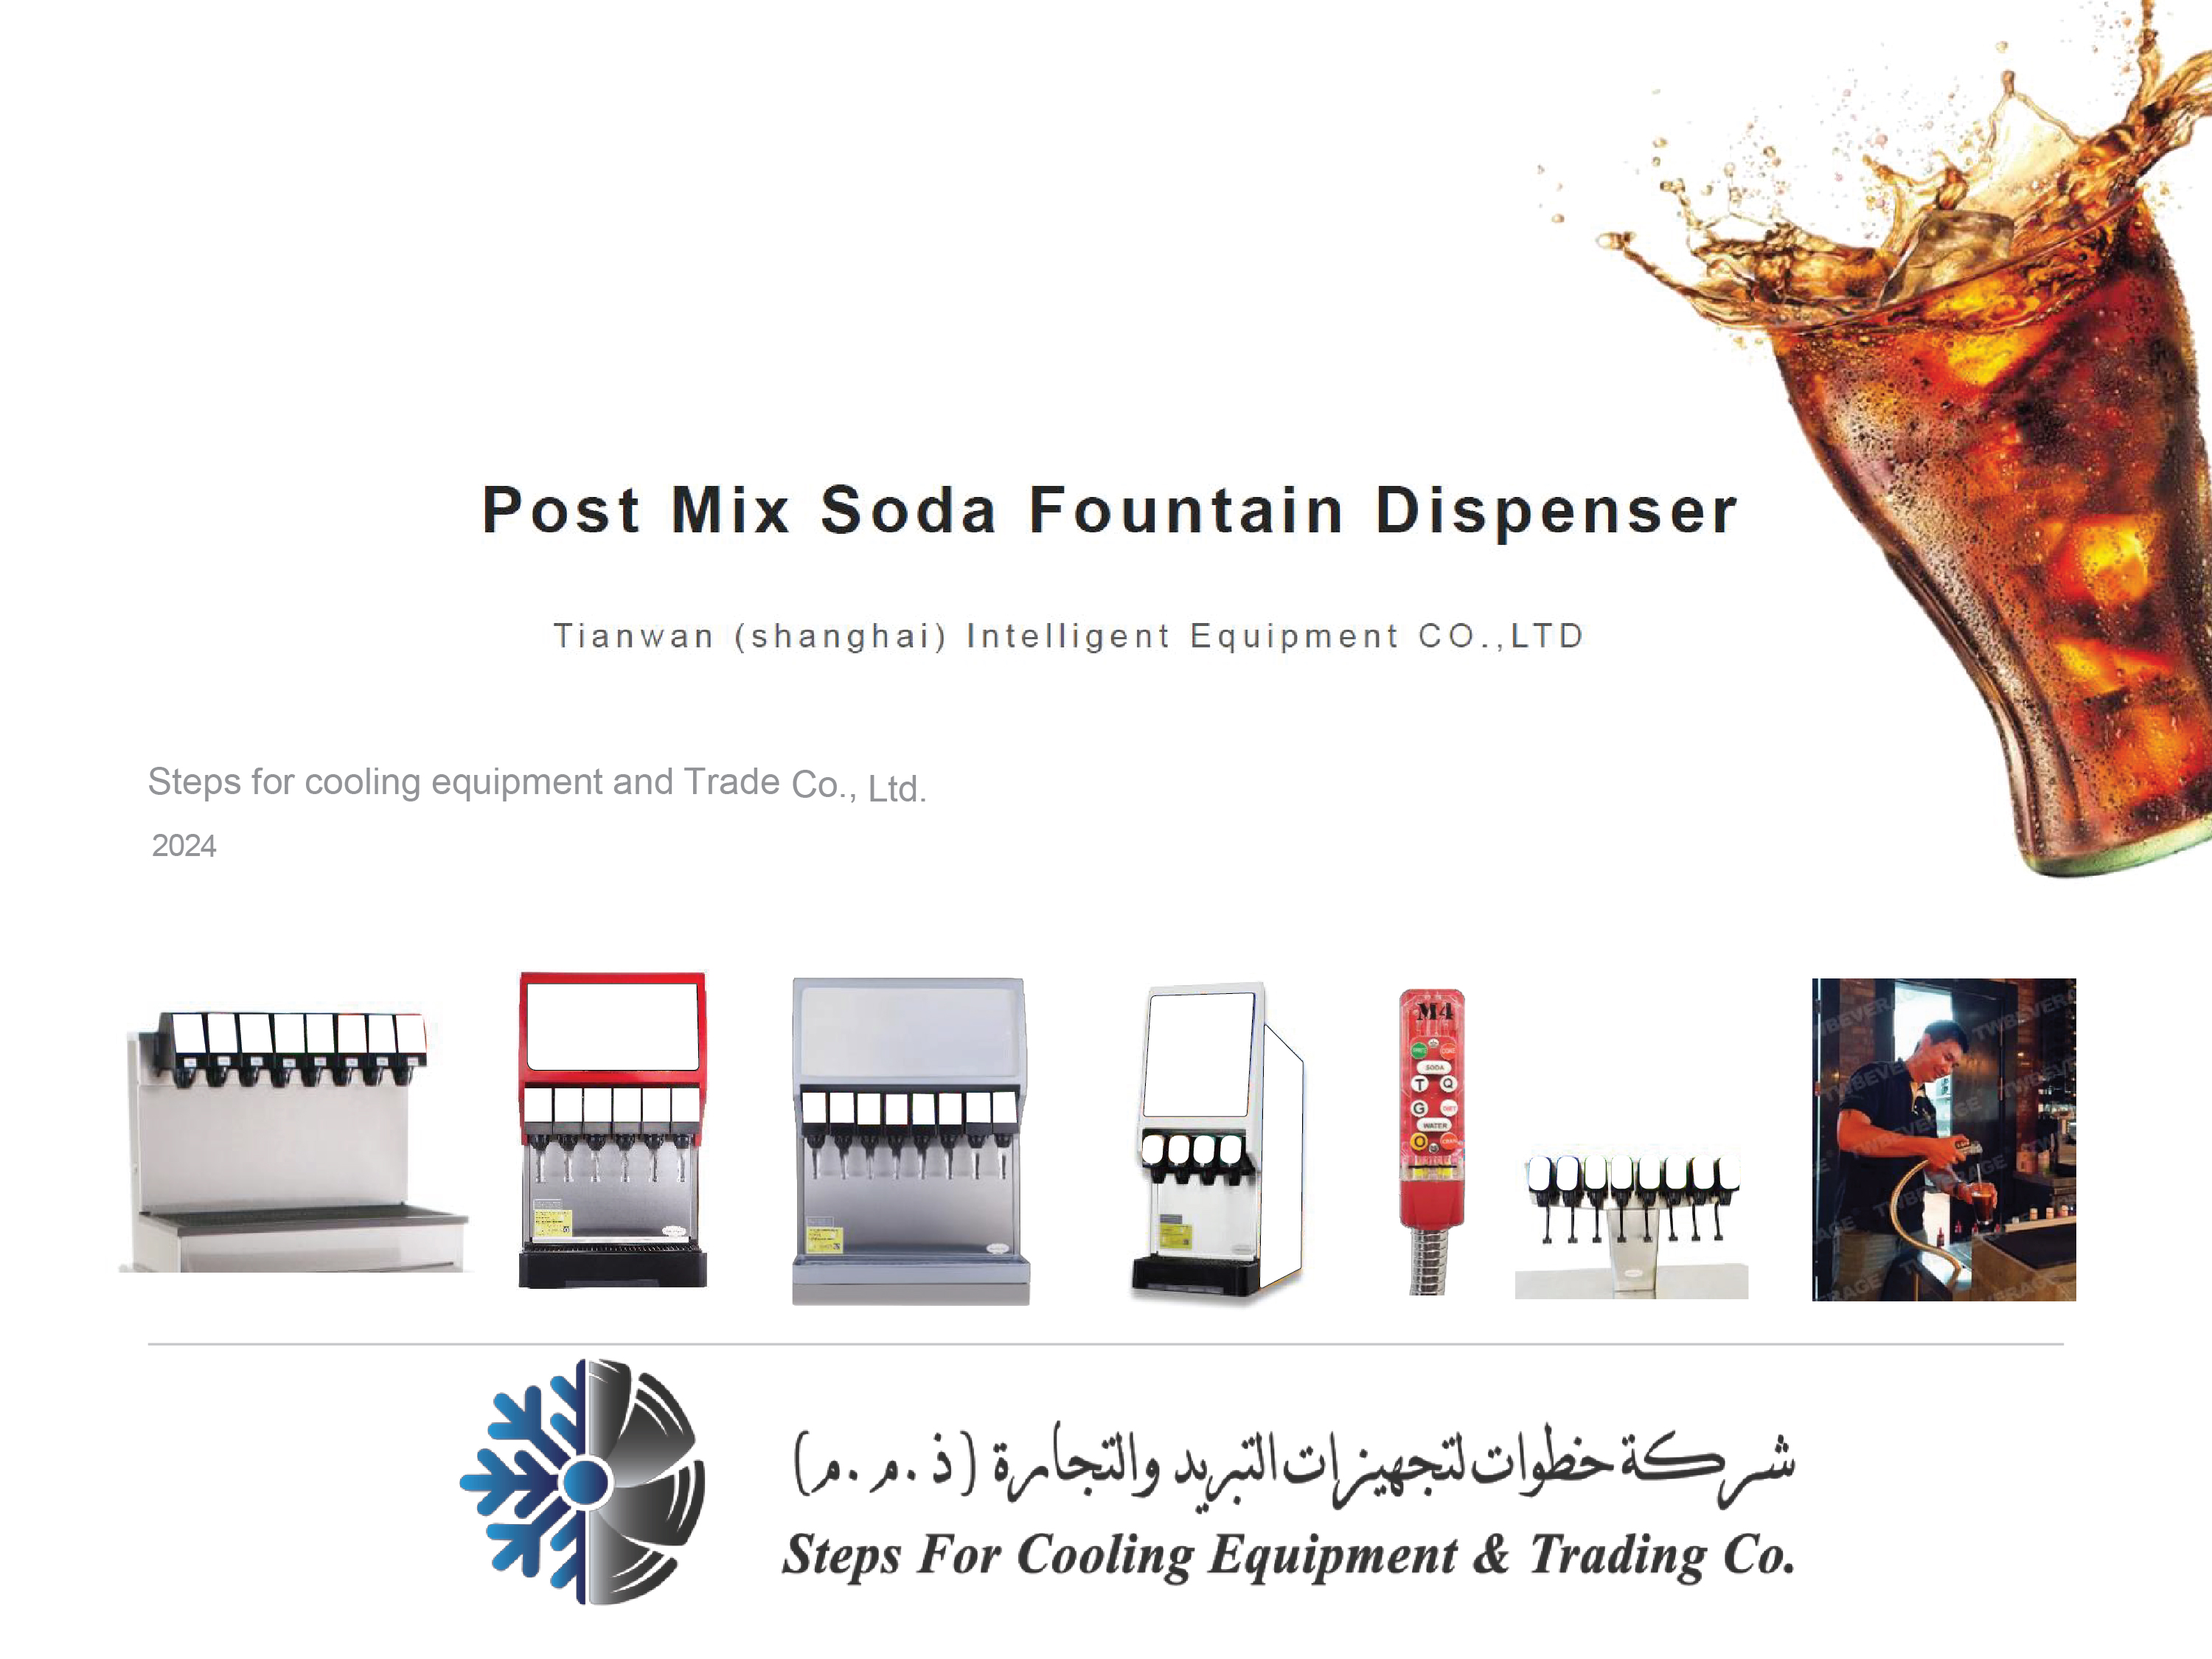 Post Mix Soda Fountain Dispenser
Tianwan (shanghai) Intelligent Equipment CO.,LTD
Steps for cooling equipment and Trade Co., Ltd.
2024
M4
SODA
T Q
G
WATER
O
TWBEVERAGE
شركة خطوات لتجهيزات التبريد والتجارة (ذ.م.م)
Steps For Cooling Equipment & Trading Co.